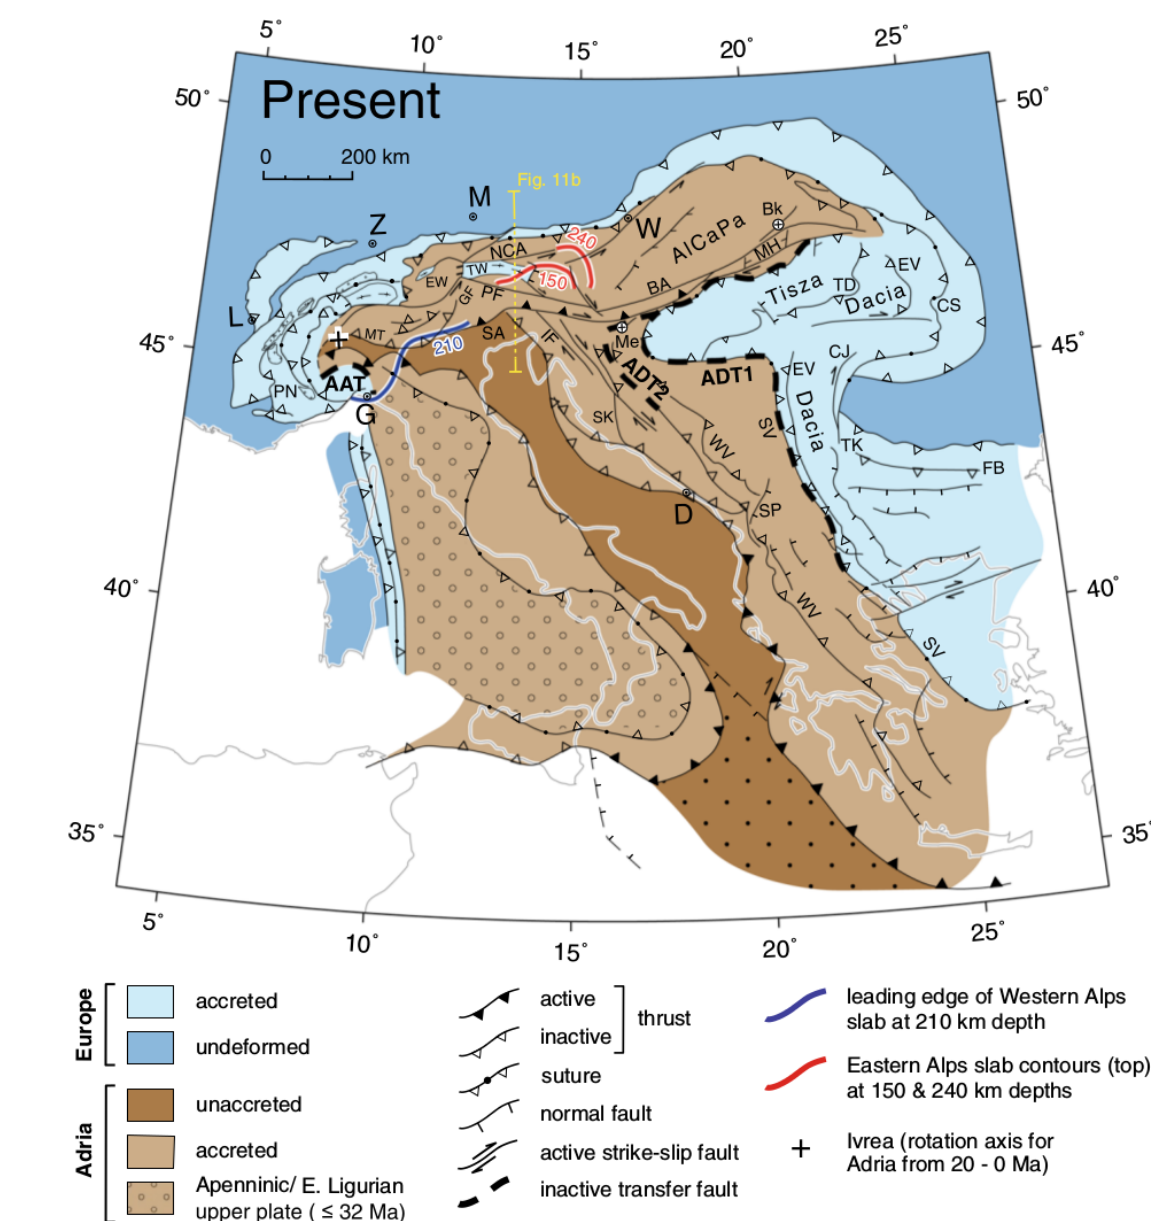 5°
10°
15°
20°
25°
50°
Present
50°
0 200 km
Fig. 11b
M
Z
W
Bk
AlCaPa
240
NCA
MH
TW
150
EW
GF
PF
BA
Tisza
TD
EV
Dacia
CS
L
45°
MT
210
SA
IF
Me
45°
ADT2
ADT1
CJ
EV
PN
AAT
G
SK
WV
SV
Dacia
TK
FB
D
SP
40°
WV
SV
40°
35°
35°
5°
10°
15°
20°
25°
Europe
accreted
undeformed
Adria
unaccreted
accreted
Apenninic/ E. Ligurian
upper plate ( ≤ 32 Ma)
active
inactive
thrust
suture
normal fault
active strike-slip fault
inactive transfer fault
leading edge of Western Alps
slab at 210 km depth
Eastern Alps slab contours (top)
at 150 & 240 km depths
Ivrea (rotation axis for
Adria from 20 - 0 Ma)